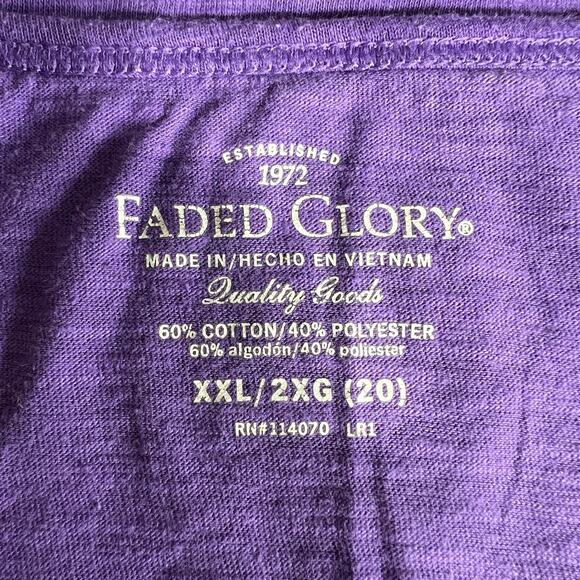 ESTABLISHED
1972
FADED GLORY®
MADE IN/HECHO EN VIETNAM
Quality Goods
60% COTTON/40% POLYESTER
60% algodón/40% poliester
XXL/2XG (20)
RN#114070 LR1